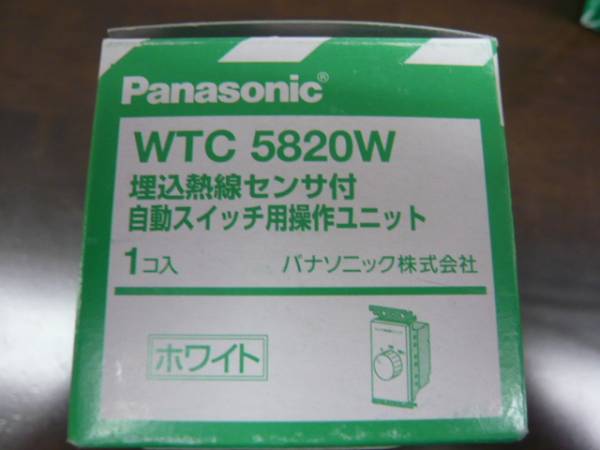 Panasonic®
WTC 5820W
埋込熱線センサ付
自動スイッチ用操作ユニット
1コ入 パナソニック株式会社
ホワイト